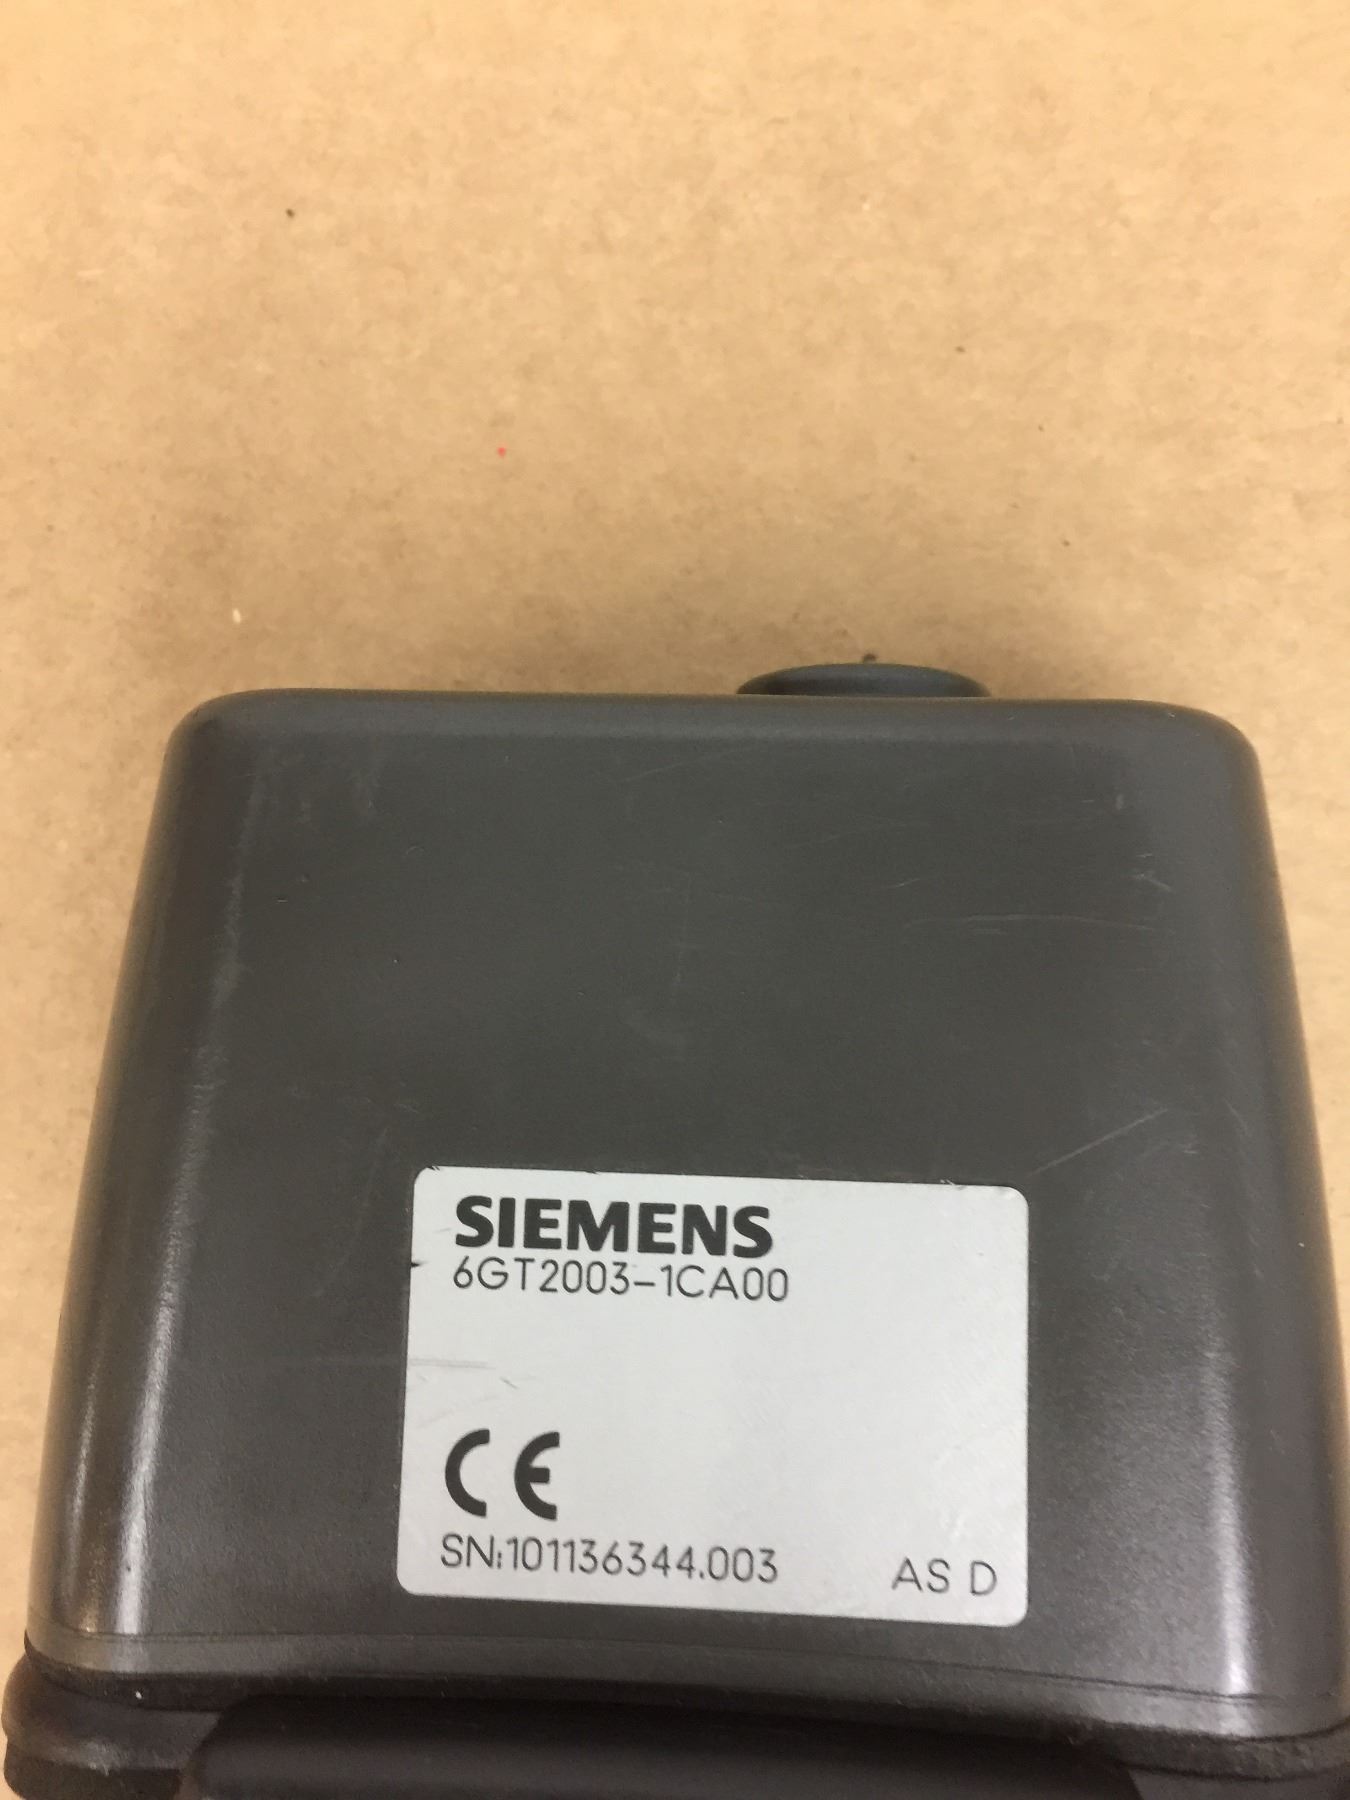 SIEMENS
6GT2003-1CA00
CE
SN:101136344.003 AS D